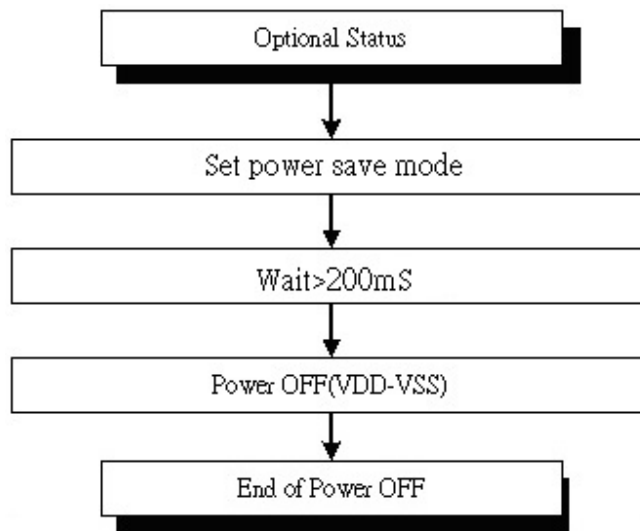 Optional Status
Set power save mode
Wait>200mS
Power OFF(VDD-VSS)
End of Power OFF